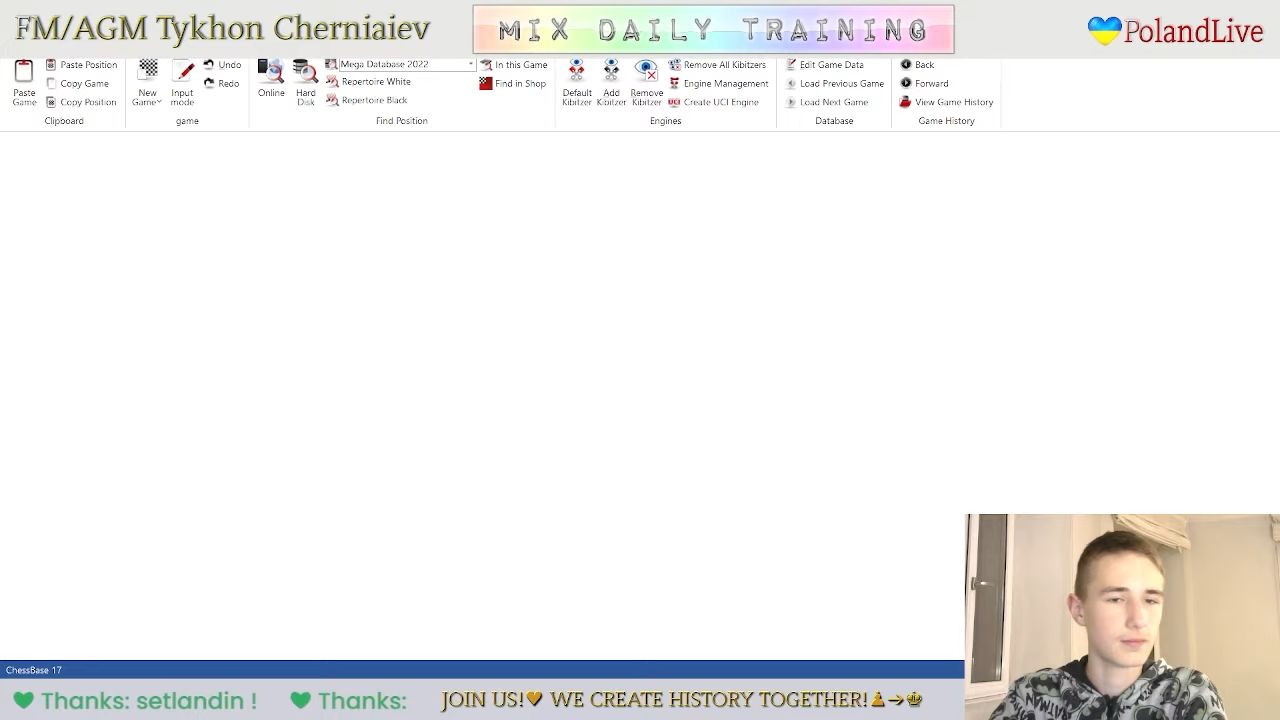 FM/AGM Tykhon Cherniaiev
MIX DAILY TRAINING
PolandLive
Paste Game
Paste Position
Copy Game
Copy Position
Clipboard
New Game
Input mode
Undo
Redo
game
Online
Hard Disk
Mega Database 2022
Repertoire White
Repertoire Black
In this Game
Find in Shop
Find Position
Default Kibitzer
Add Kibitzer
Remove Kibitzer
Remove All Kibitzers
Engine Management
UCI Create UCI Engine
Engines
Edit Game Data
Load Previous Game
Load Next Game
Database
Back
Forward
View Game History
Game History
ChessBase 17
Thanks: setlandin !
Thanks:
JOIN US! WE CREATE HISTORY TOGETHER!
BATMAN